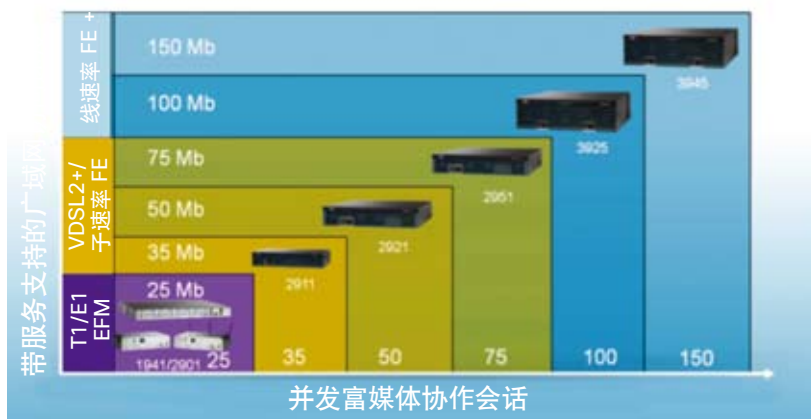 带服务支持的广域网
线速率 FE +
VDSL2+/
子速率 FE
T1/E1
EFM
150 Mb
3945
100 Mb
3925
75 Mb
2951
50 Mb
2921
35 Mb
2911
25 Mb
1941/2901
25
35
50
75
100
150
并发富媒体协作会话